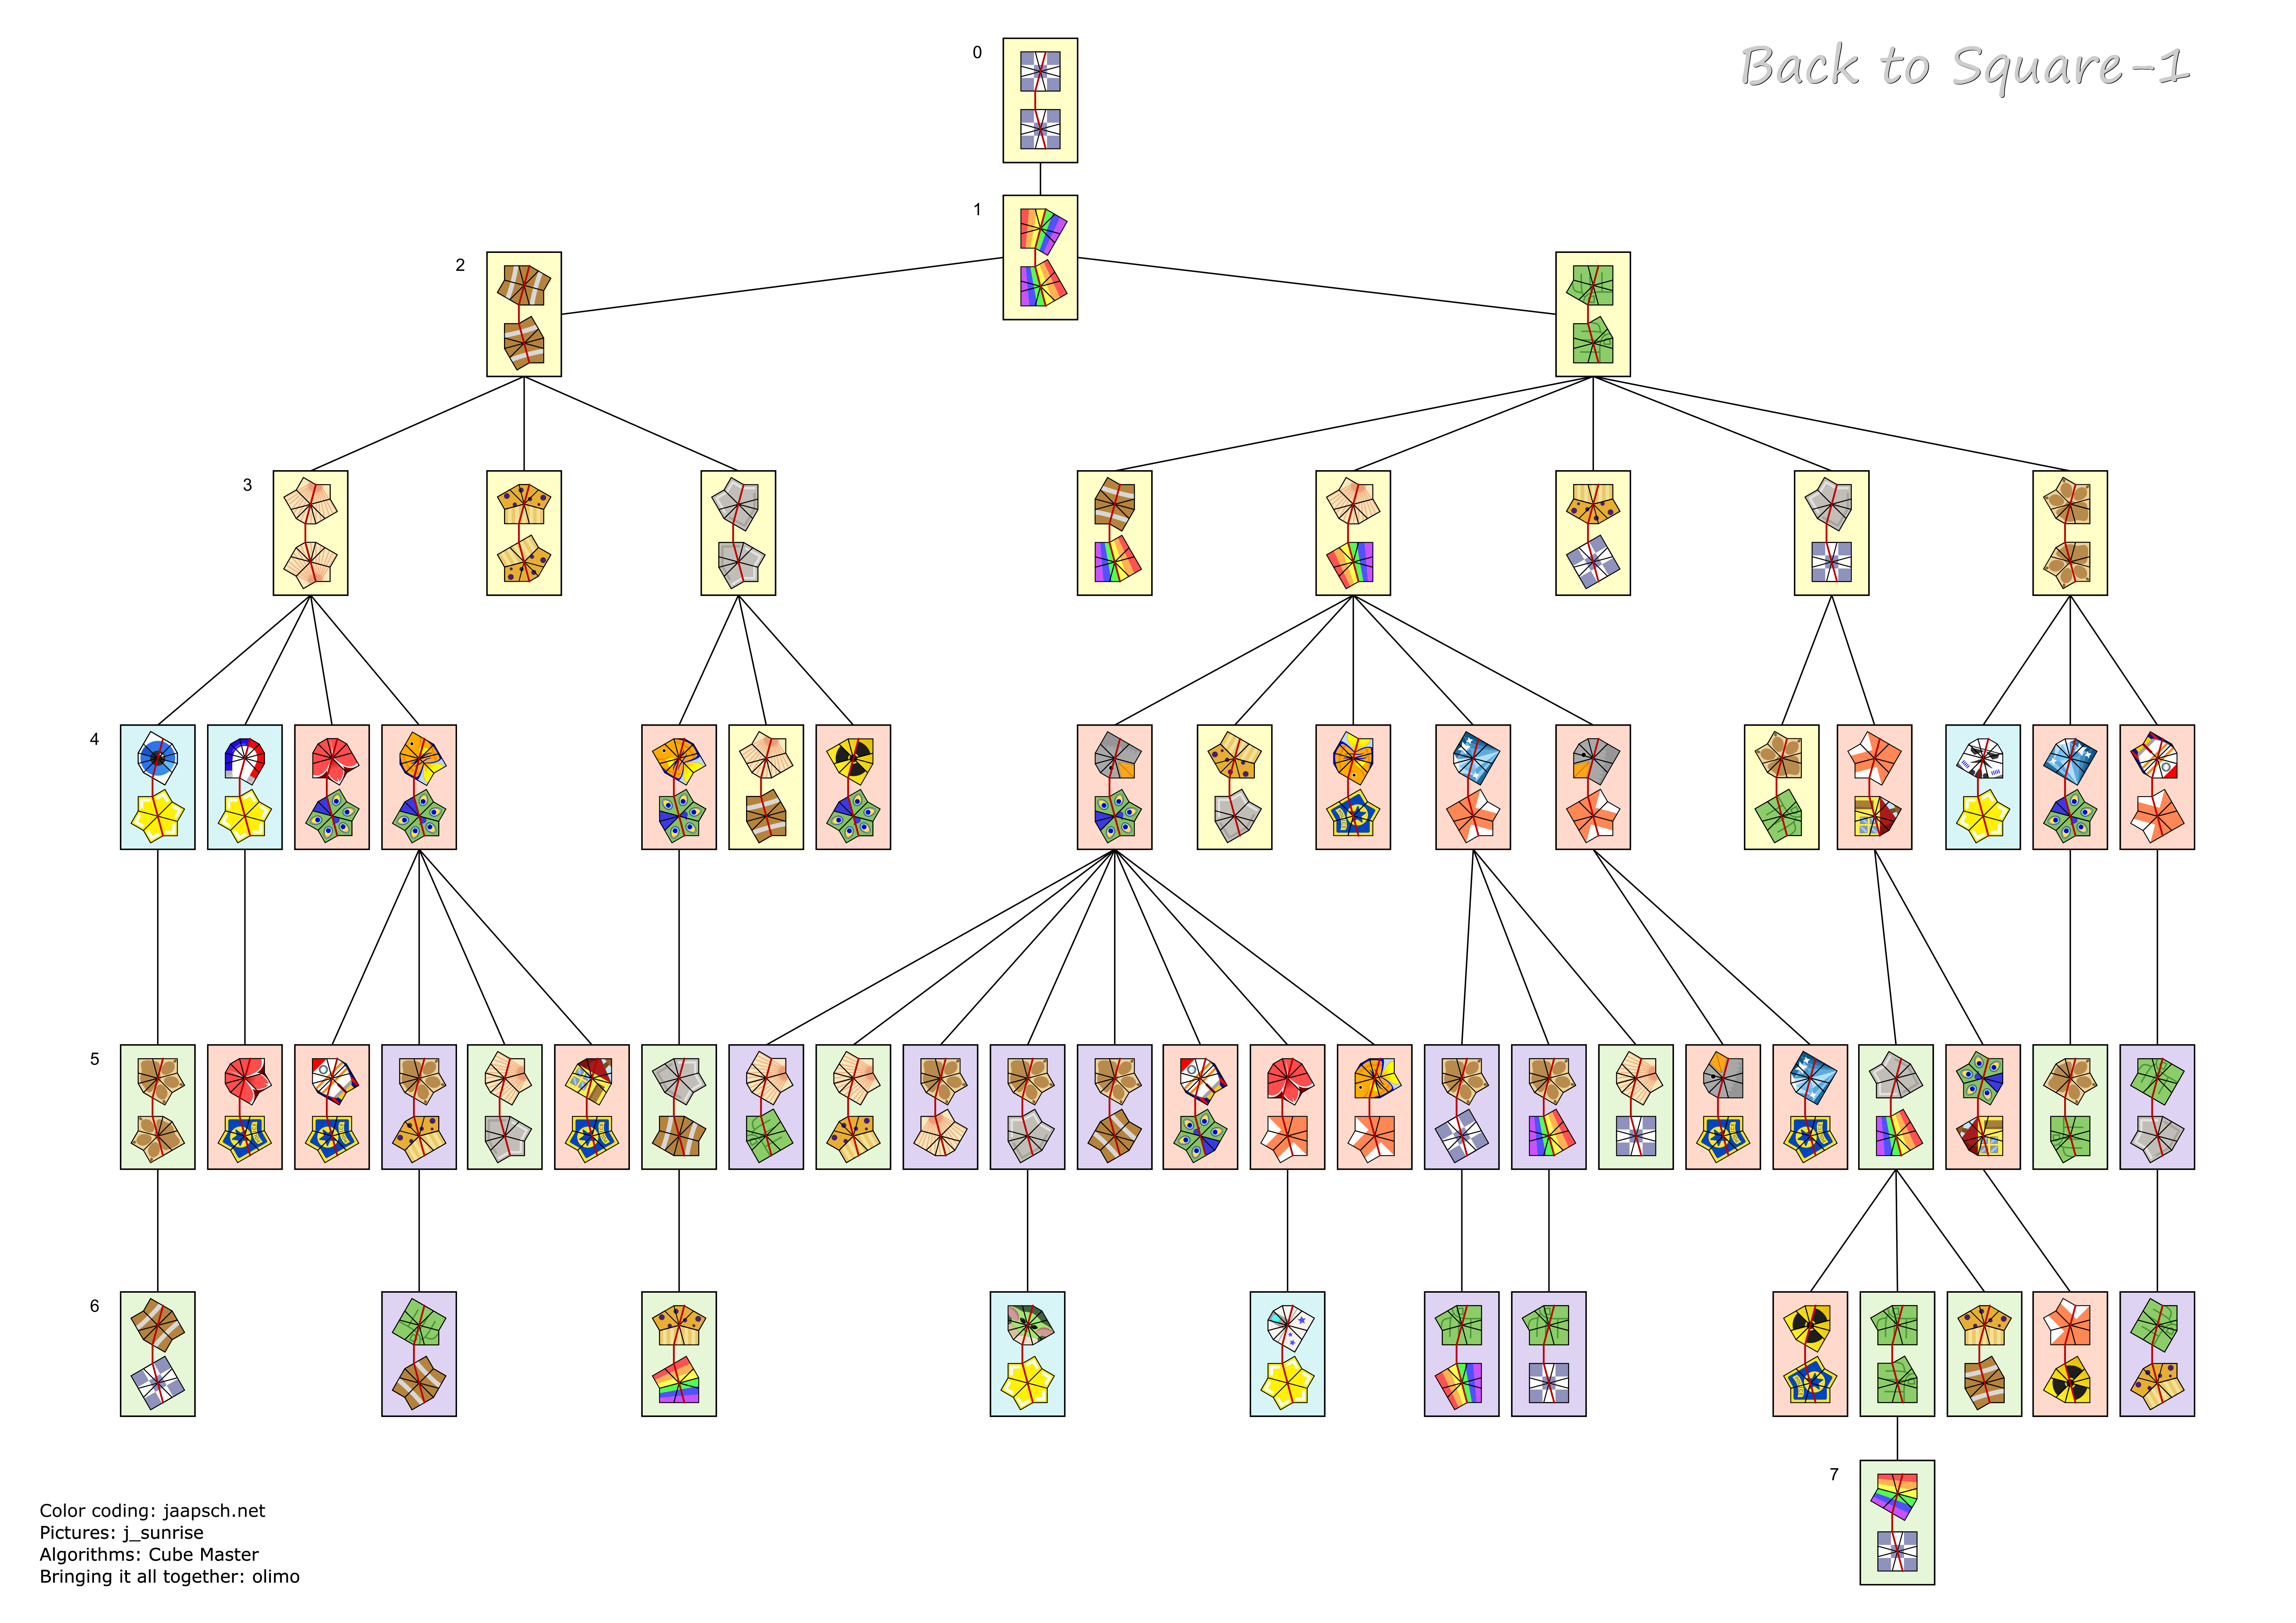 Back to Square-1
0
1
2
3
4
5
6
7
Color coding: jaapsch.net
Pictures: j_sunrise
Algorithms: Cube Master
Bringing it all together: olimo